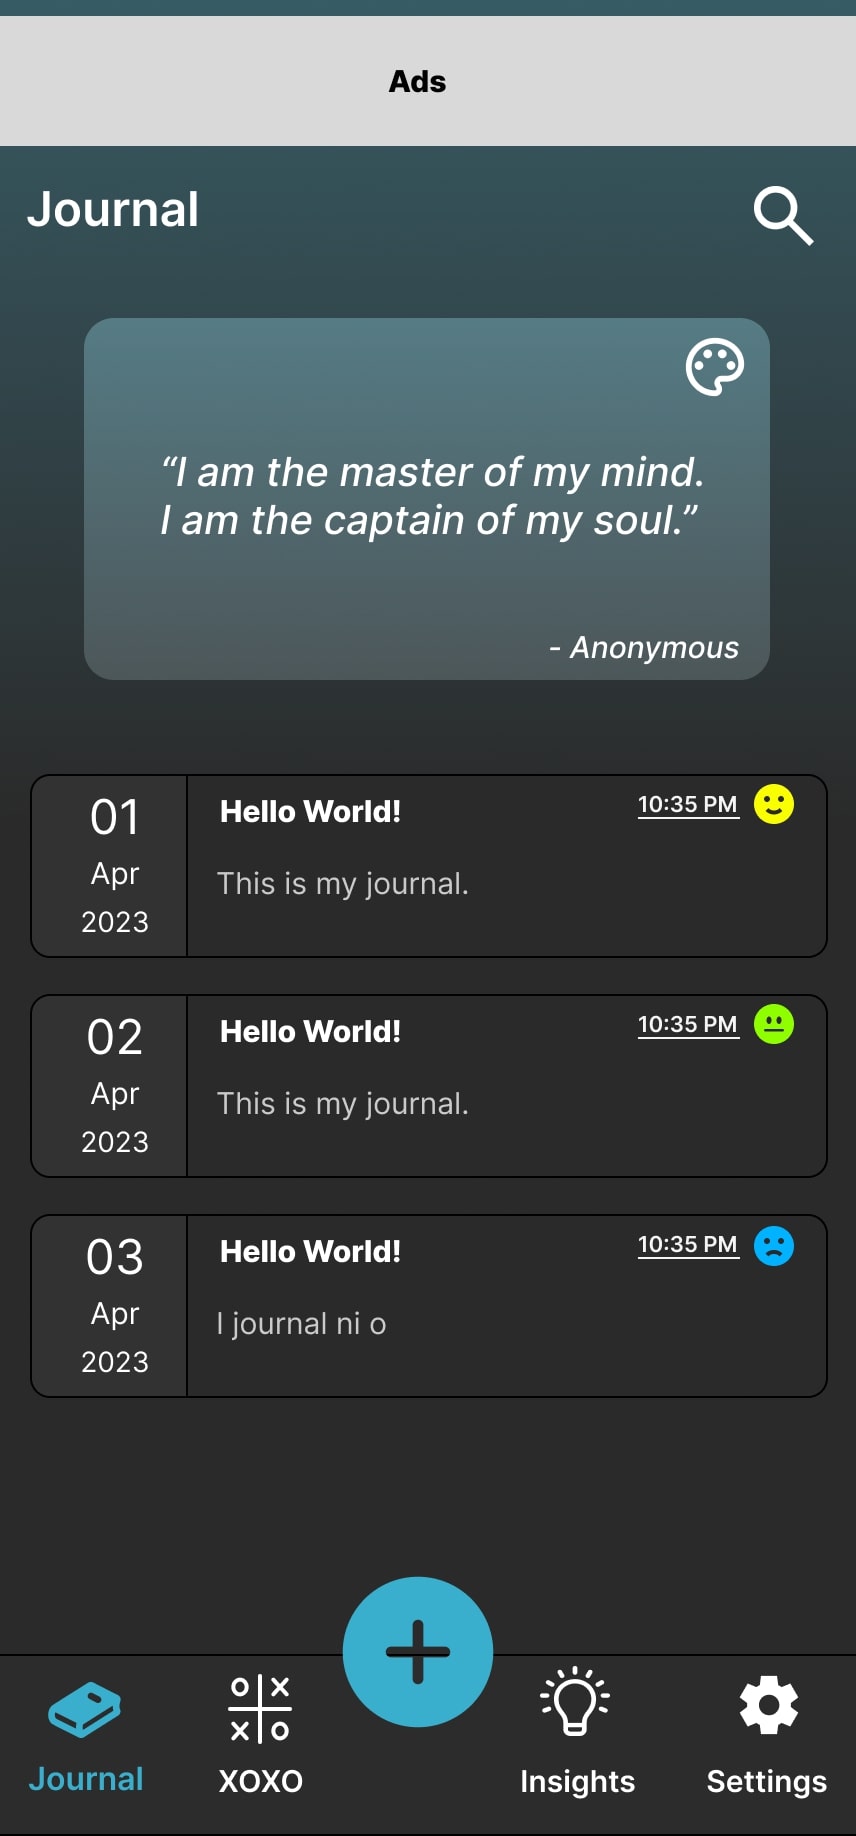 Ads
Journal
“I am the master of my mind.
I am the captain of my soul.”
- Anonymous
01
Apr
2023
Hello World!
10:35 PM
This is my journal.
02
Apr
2023
Hello World!
10:35 PM
This is my journal.
03
Apr
2023
Hello World!
10:35 PM
I journal ni o
Journal
XOXO
Insights
Settings